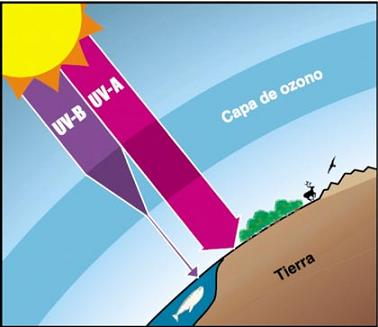 UV-B
UV-A
Capa de ozono
Tierra